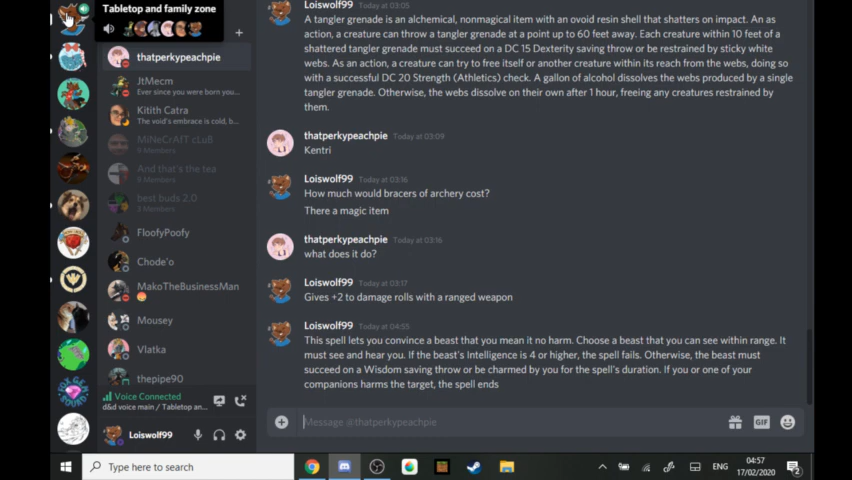 Tabletop and family zone
thatperkypeachpie
JtMecm
Ever since you were born you...
Kitith Catra
The void's embrace is cold, b...
MiNeCrAfT cLuB
9 Members
And that's the tea
5 Members
best buds 2.0
3 Members
FloofyPoofy
Chode'o
MakoTheBusinessMan
Mousey
Vlatka
thepipe90
Voice Connected
d&d voice main / Tabletop an...
Loiswolf99
Loiswolf99 Today at 03:05
A tangler grenade is an alchemical, nonmagical item with an ovoid resin shell that shatters on impact. An as
action, a creature can throw a tangler grenade at a point up to 60 feet away. Each creature within 10 feet of a
shattered tangler grenade must succeed on a DC 15 Dexterity saving throw or be restrained by sticky white
webs. As an action, a creature can try to free itself or another creature within its reach from the webs, doing so
with a successful DC 20 Strength (Athletics) check. A gallon of alcohol dissolves the webs produced by a single
tangler grenade. Otherwise, the webs dissolve on their own after 1 hour, freeing any creatures restrained by
them.
thatperkypeachpie Today at 03:09
Kentri
Loiswolf99 Today at 03:16
How much would bracers of archery cost?
There a magic item
thatperkypeachpie Today at 03:16
what does it do?
Loiswolf99 Today at 03:17
Gives +2 to damage rolls with a ranged weapon
Loiswolf99 Today at 04:55
This spell lets you convince a beast that you mean it no harm. Choose a beast that you can see within range. It
must see and hear you. If the beast's Intelligence is 4 or higher, the spell fails. Otherwise, the beast must
succeed on a Wisdom saving throw or be charmed by you for the spell's duration. If you or one of your
companions harms the target, the spell ends
Message @thatperkypeachpie
GIF
Type here to search
ENG
04:57
17/02/2020
2